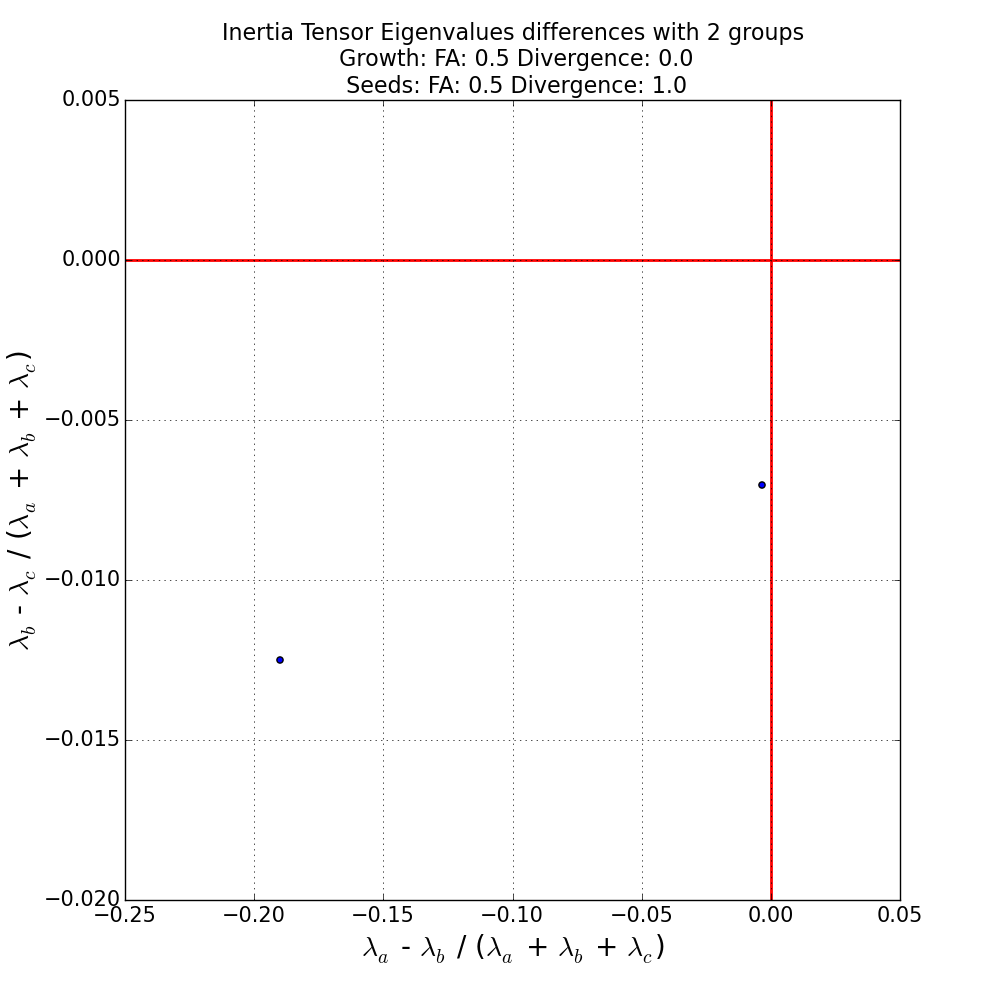 Inertia Tensor Eigenvalues differences with 2 groups
Growth: FA: 0.5 Divergence: 0.0
Seeds: FA: 0.5 Divergence: 1.0
0.005
0.000
−0.005
−0.010
−0.015
−0.020
λb - λc / (λa + λb + λc)
−0.25 −0.20 −0.15 −0.10 −0.05 0.00 0.05
λa - λb / (λa + λb + λc)